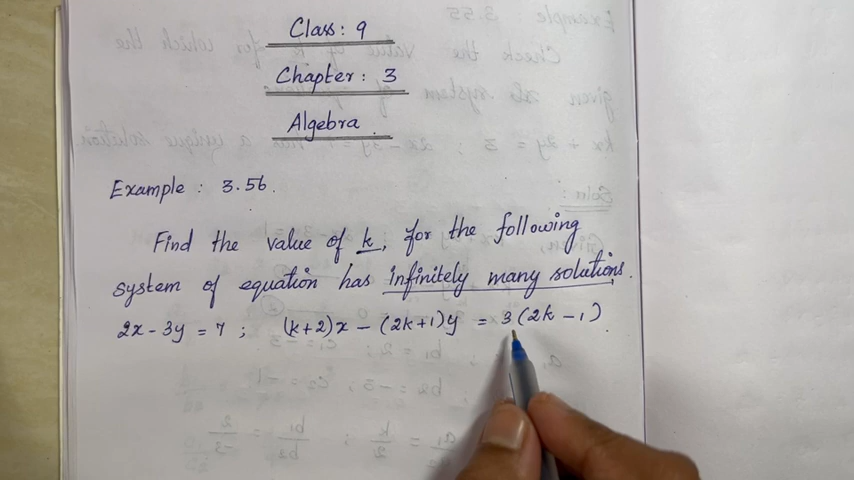 Class: 9
Chapter: 3
Algebra
Example: 3.56.
Find the value of k, for the following
system of equation has infinitely many solutions.
2x - 3y = 7; (k+2)x - (2k+1)y = 3(2k-1)